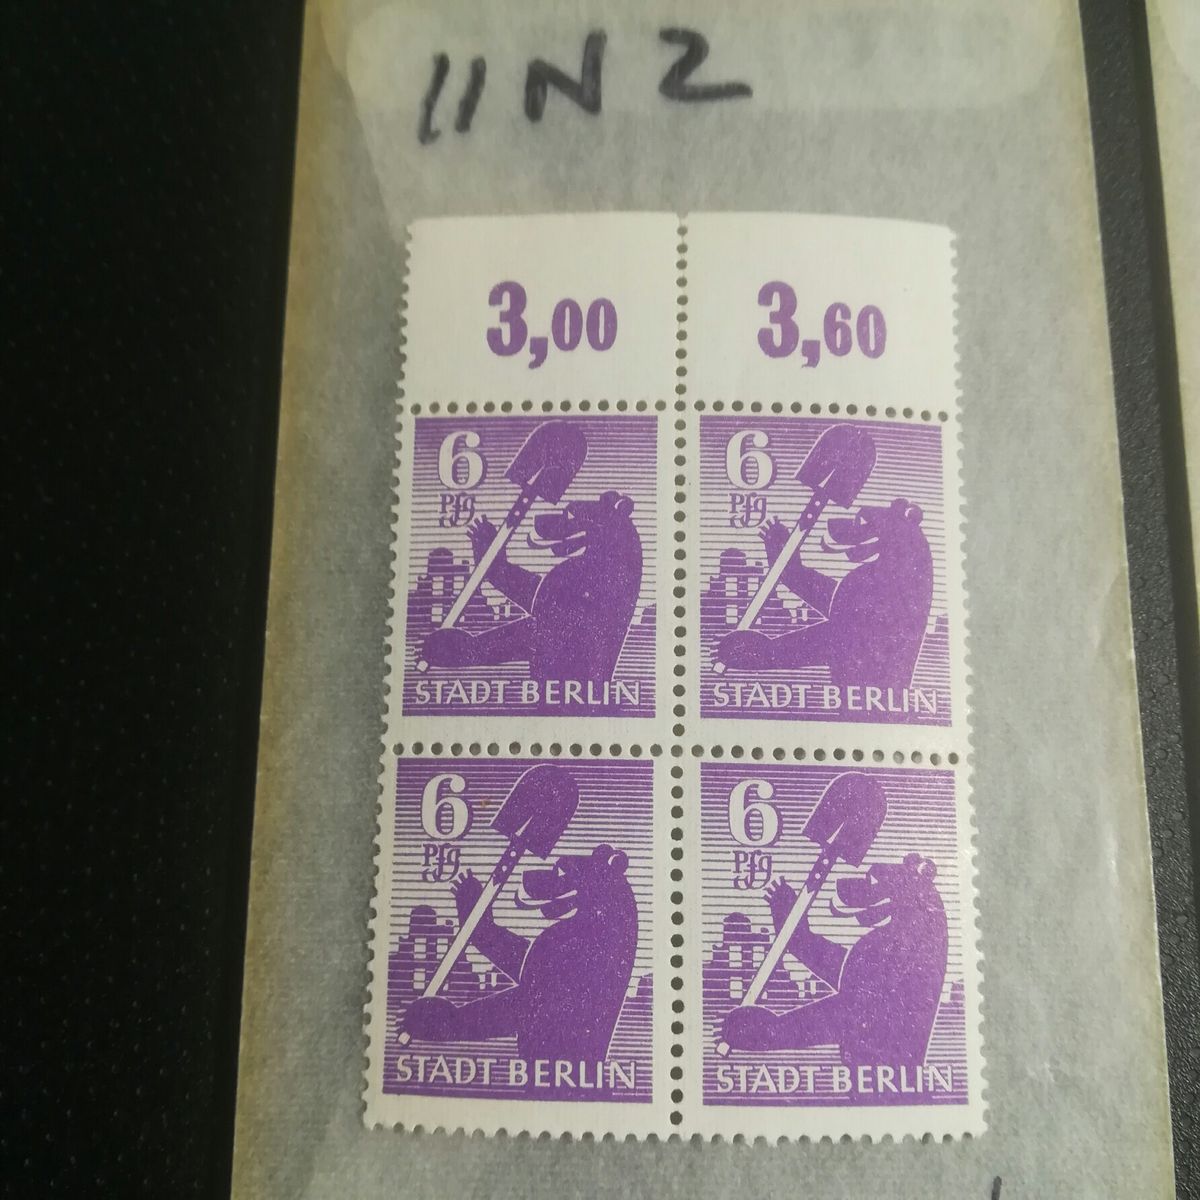 11N Z
3,00 3,60
6 6
Pfg Pfg
STADT BERLIN STADT BERLIN
6 6
Pfg Pfg
STADT BERLIN STADT BERLIN